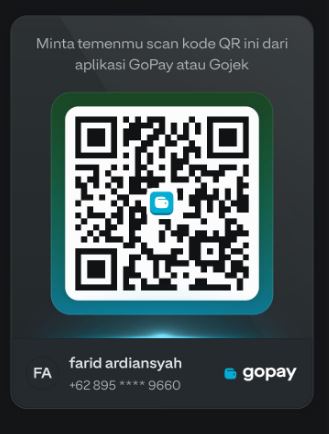 Minta temenmu scan kode QR ini dari
aplikasi GoPay atau Gojek
FA
farid ardiansyah
+62 895 **** 9660
gopay